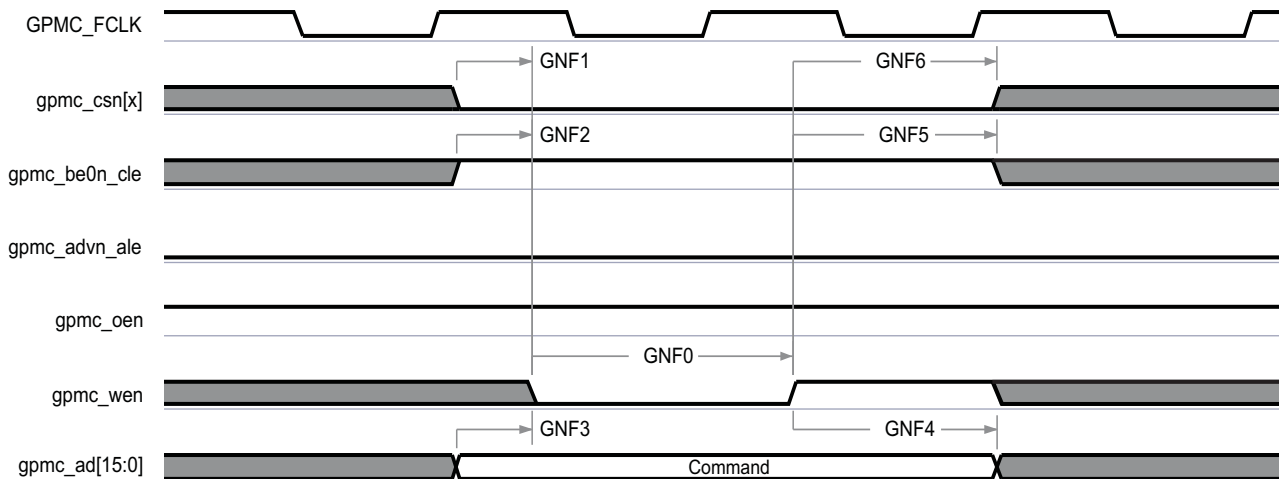 GPMC_FCLK
GNF1
GNF6
gpmc_csn[x]
GNF2
GNF5
gpmc_be0n_cle
gpmc_advn_ale
gpmc_oen
GNF0
gpmc_wen
GNF3
GNF4
gpmc_ad[15:0]
Command